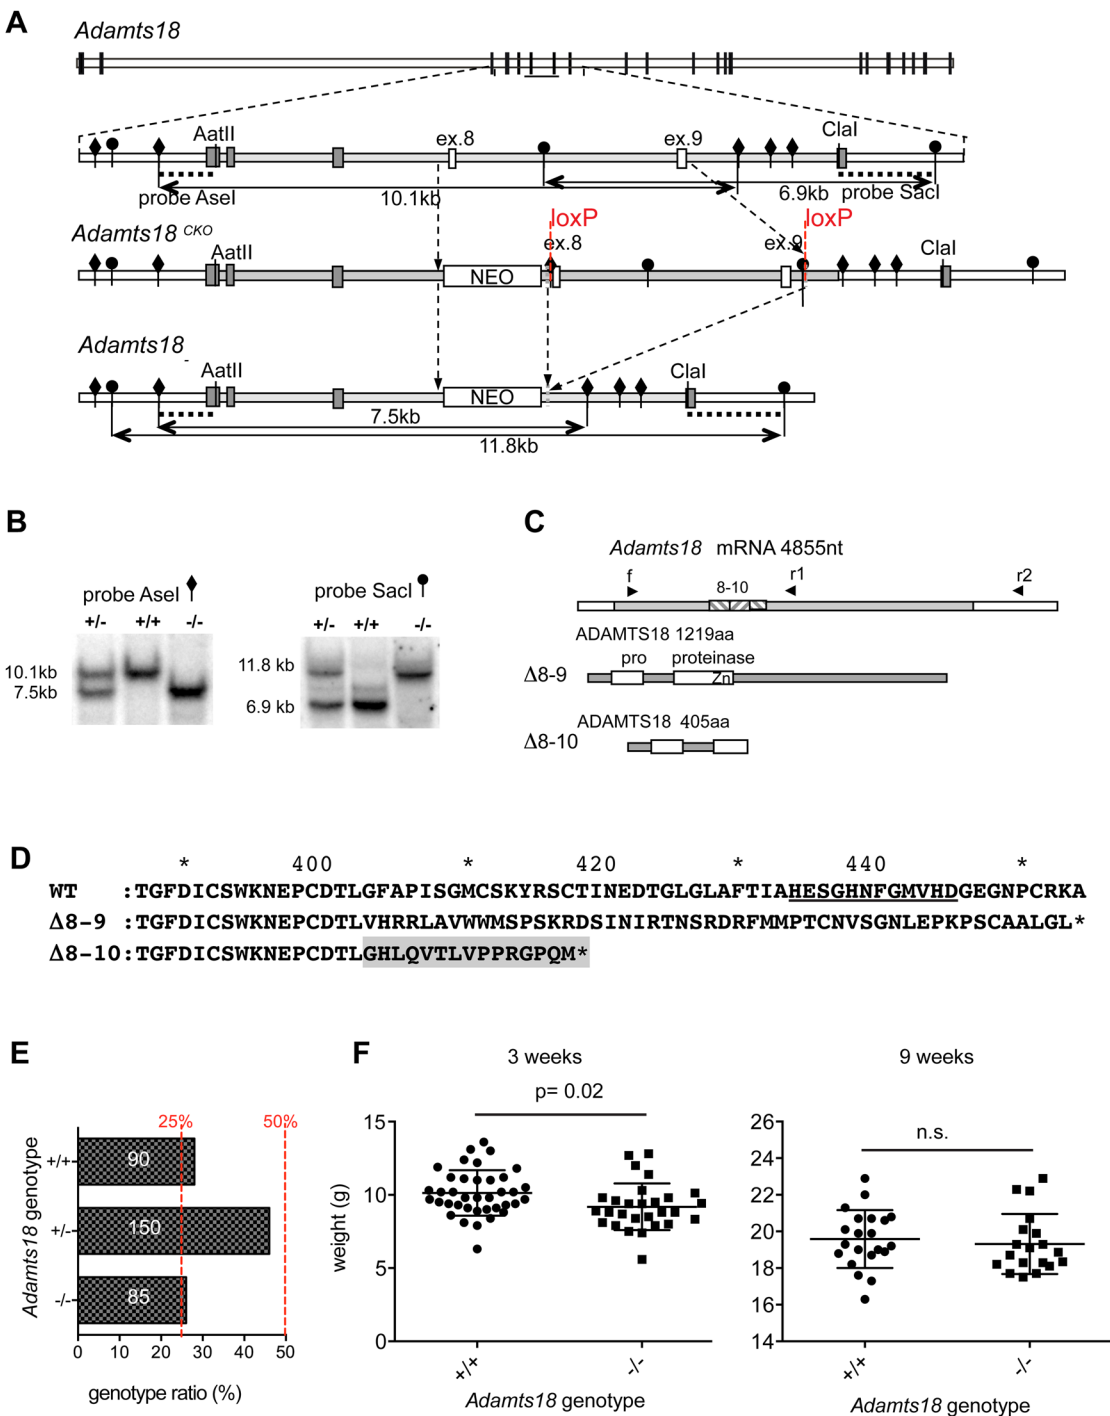 A
Adamts18
AatII ex.8 ex.9 ClaI
probe AseI 10.1kb 6.9kb probe SacI
loxP loxP
Adamts18 CKO
AatII ex.8 ex.9 ClaI
NEO
Adamts18 -
AatII ClaI
NEO
7.5kb
11.8kb
B
probe AseI
+/- +/+ -/-
10.1kb
7.5kb
probe SacI
+/- +/+ -/-
11.8 kb
6.9 kb
C
Adamts18 mRNA 4855nt
f 8-10 r1 r2
ADAMTS18 1219aa
pro proteinase
Δ8-9 Zn
ADAMTS18 405aa
Δ8-10
D
* 400 * 420 * 440 *
WT :TGFDICSWKNEPCDTLGFAPISGMCSKYRSCTINEDTGLGLAFTIAHESGHNFGMVHDGEGNPCRKA
Δ8-9 :TGFDICSWKNEPCDTLVHRRLAVWWMSPSKRDSINIRTNSRDRFMMPTCNVSGNLEPKPSCAALGL*
Δ8-10:TGFDICSWKNEPCDTLGHLQVTLVPPRGPQM*
E
25% 50%
+/+ 90
+/- 150
-/- 85
Adamts18 genotype
0 10 20 30 40 50
genotype ratio (%)
F
3 weeks
p= 0.02
15
10
5
0
weight (g)
+/+ -/-
Adamts18 genotype
9 weeks
n.s.
26
24
22
20
18
16
14
+/+ -/-
Adamts18 genotype